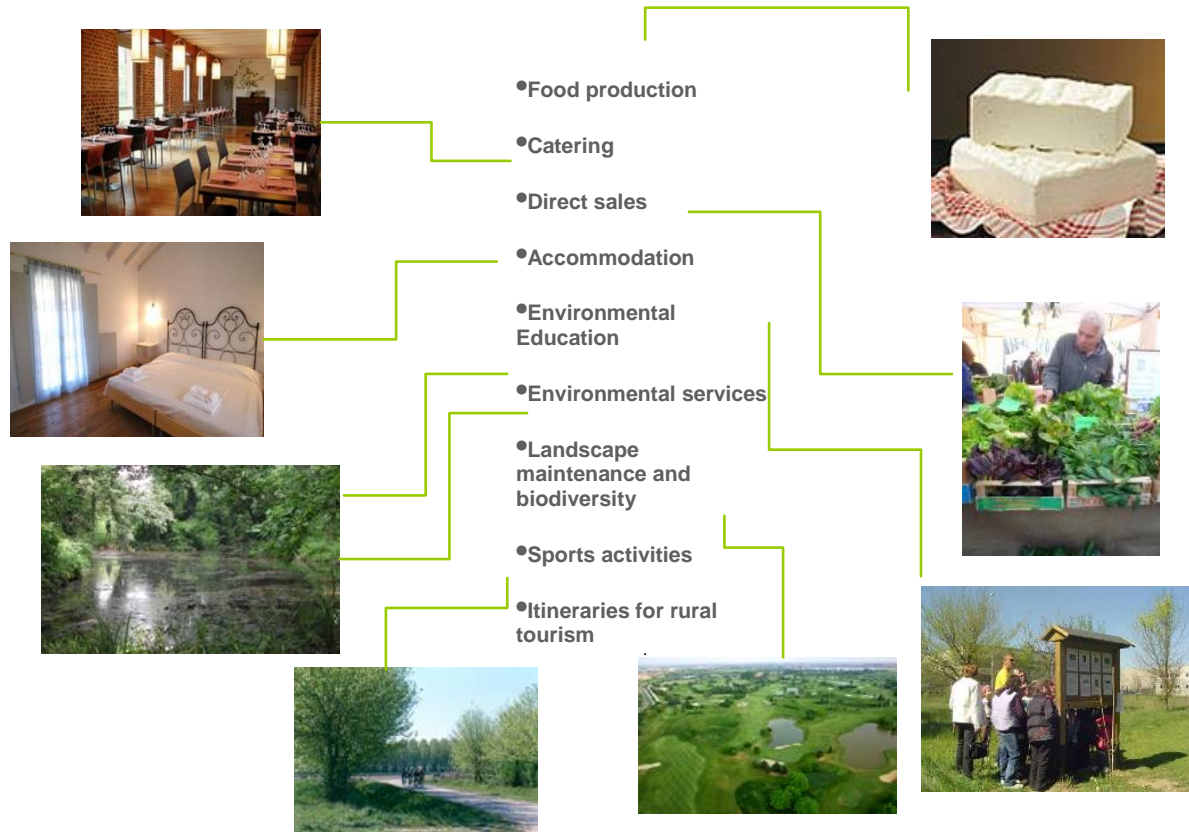 •Food production
•Catering
•Direct sales
•Accommodation
•Environmental
Education
•Environmental services
•Landscape
maintenance and
biodiversity
•Sports activities
•Itineraries for rural
tourism
.